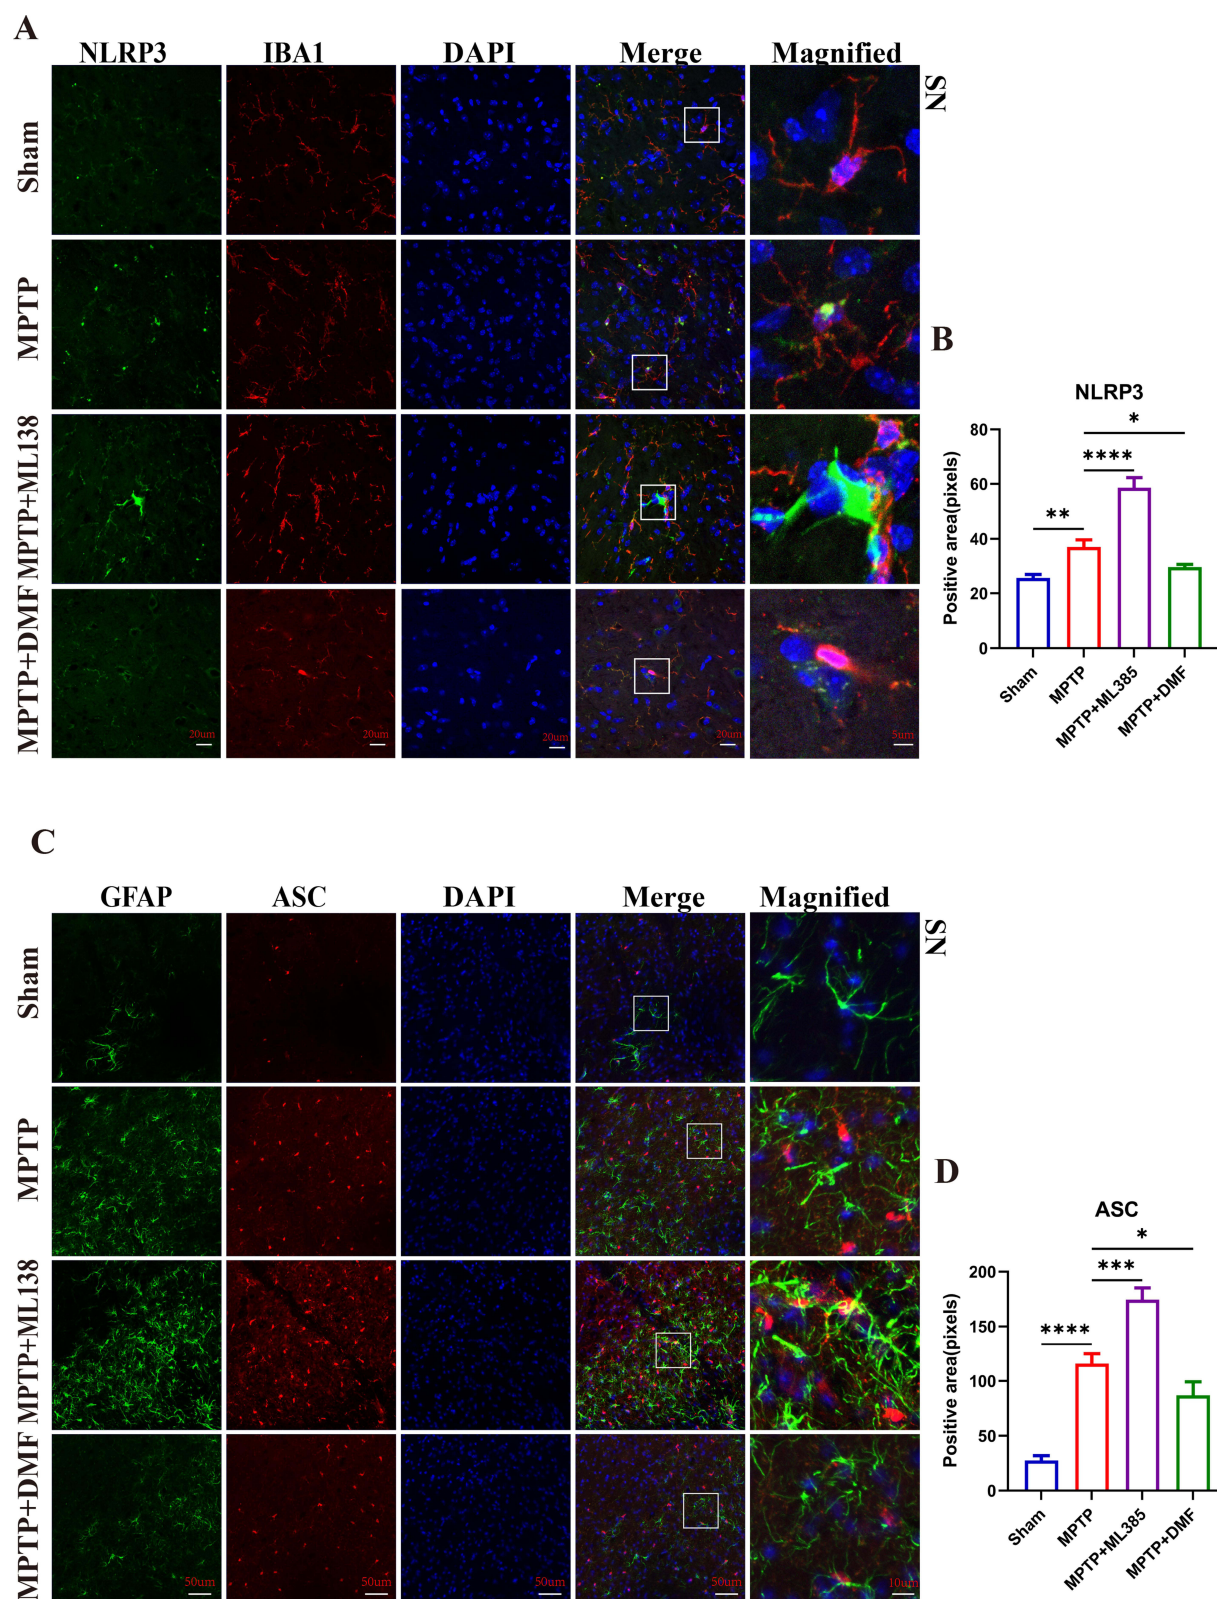 A
NLRP3 IBA1 DAPI Merge Magnified
SN
Sham
MPTP
MPTP+ML138
MPTP+DMF
20um 20um 20um 20um 5um
B
NLRP3
Positive area(pixels)
80
60
40
20
0
** **** *
Sham MPTP MPTP+ML385 MPTP+DMF
C
GFAP ASC DAPI Merge Magnified
SN
Sham
MPTP
MPTP+ML138
MPTP+DMF
50um 50um 50um 50um 10um
D
ASC
Positive area(pixels)
200
150
100
50
0
**** *** *
Sham MPTP MPTP+ML385 MPTP+DMF